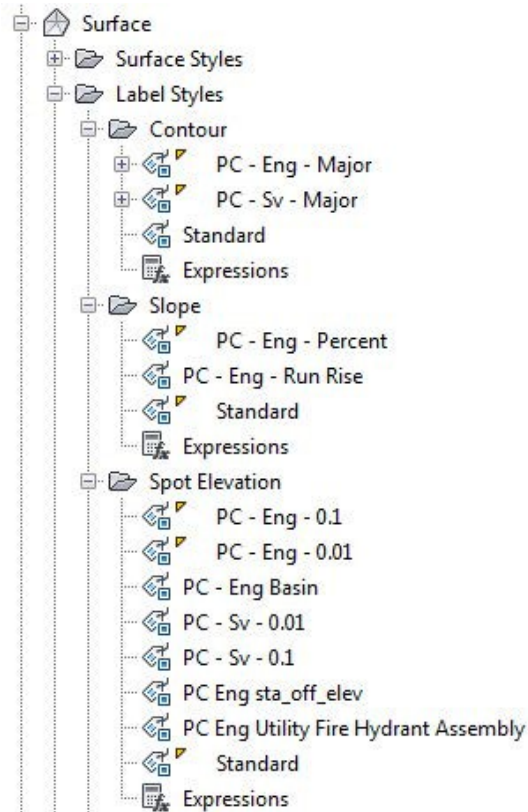 Surface
Surface Styles
Label Styles
Contour
PC - Eng - Major
PC - Sv - Major
Standard
Expressions
Slope
PC - Eng - Percent
PC - Eng - Run Rise
Standard
Expressions
Spot Elevation
PC - Eng - 0.1
PC - Eng - 0.01
PC - Eng Basin
PC - Sv - 0.01
PC - Sv - 0.1
PC Eng sta_off_elev
PC Eng Utility Fire Hydrant Assembly
Standard
Expressions